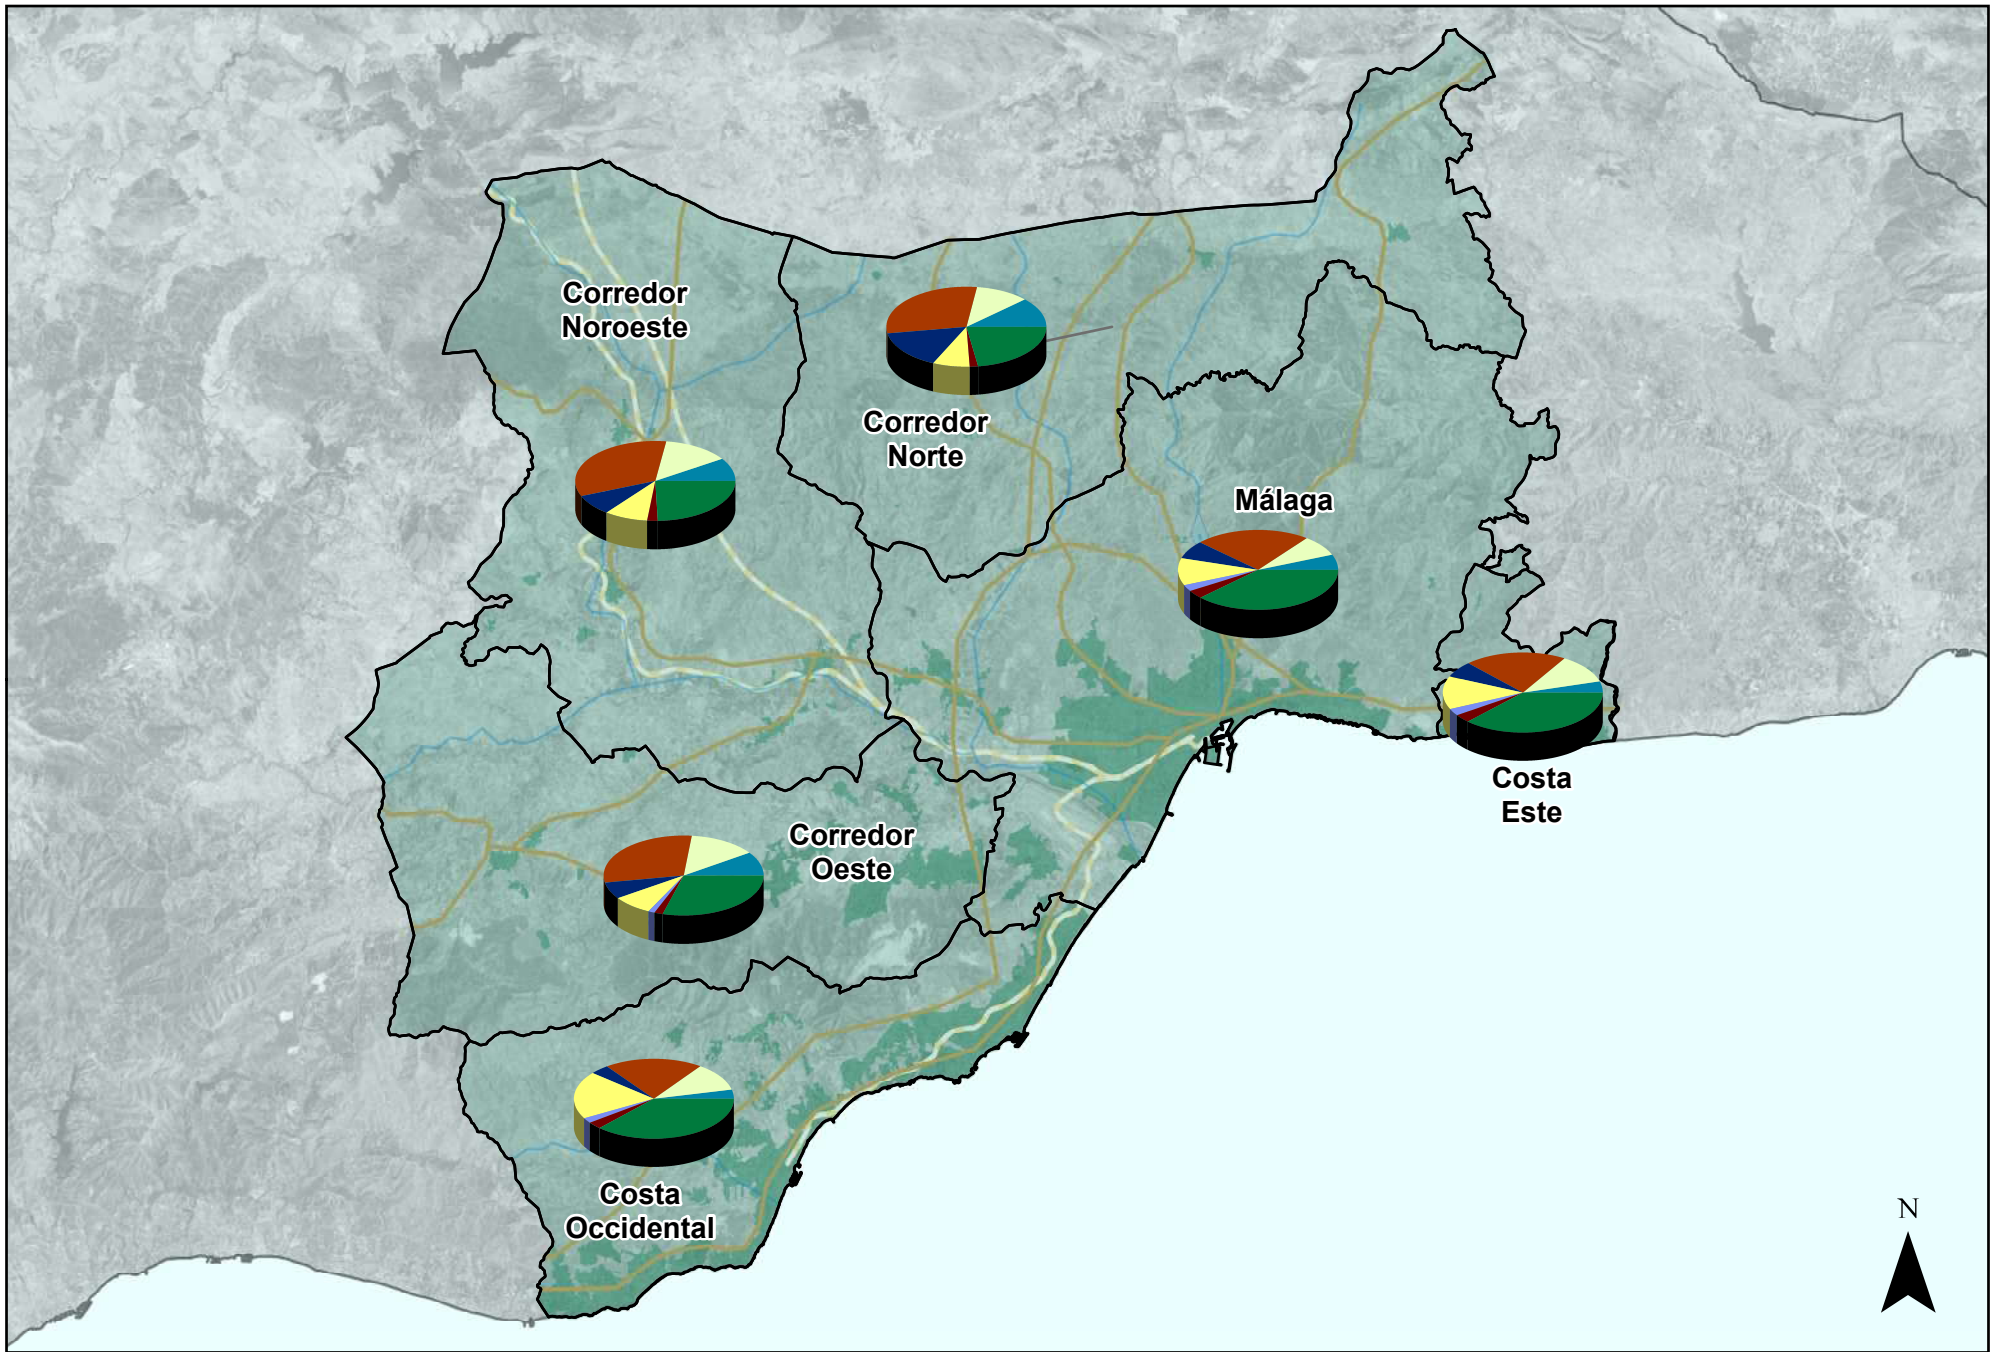 Corredor
Noroeste
Corredor
Norte
Málaga
Costa
Este
Corredor
Oeste
Costa
Occidental
N